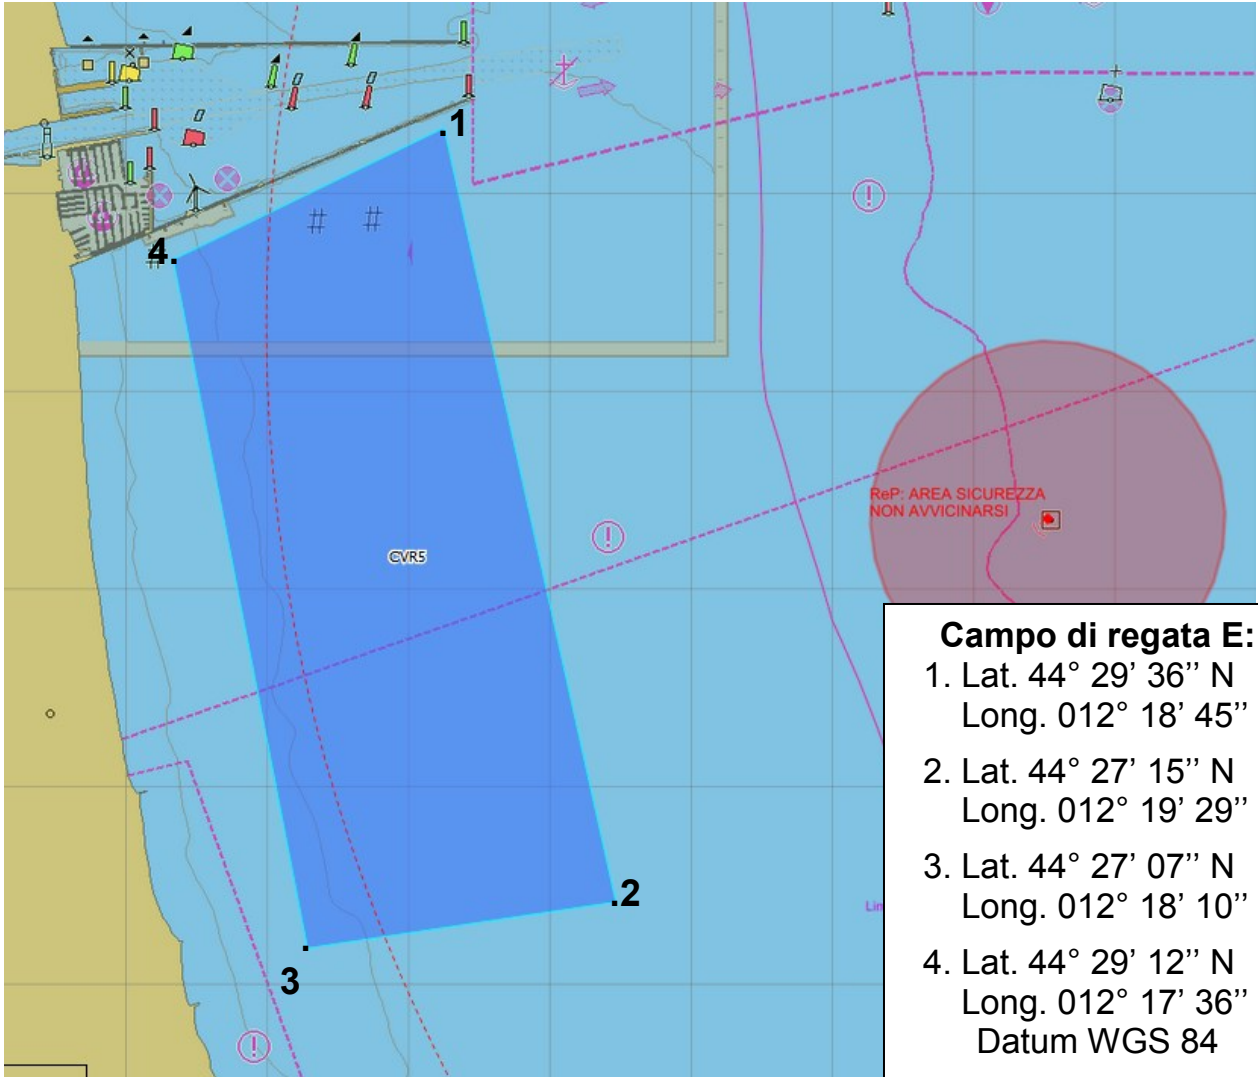 .1
4.
ReP: AREA SICUREZZA
NON AVVICINARSI
CVR5
.2
3
Lin
Campo di regata E:
1. Lat. 44° 29’ 36’’ N
Long. 012° 18’ 45’’
2. Lat. 44° 27’ 15’’ N
Long. 012° 19’ 29’’
3. Lat. 44° 27’ 07’’ N
Long. 012° 18’ 10’’
4. Lat. 44° 29’ 12’’ N
Long. 012° 17’ 36’’
Datum WGS 84